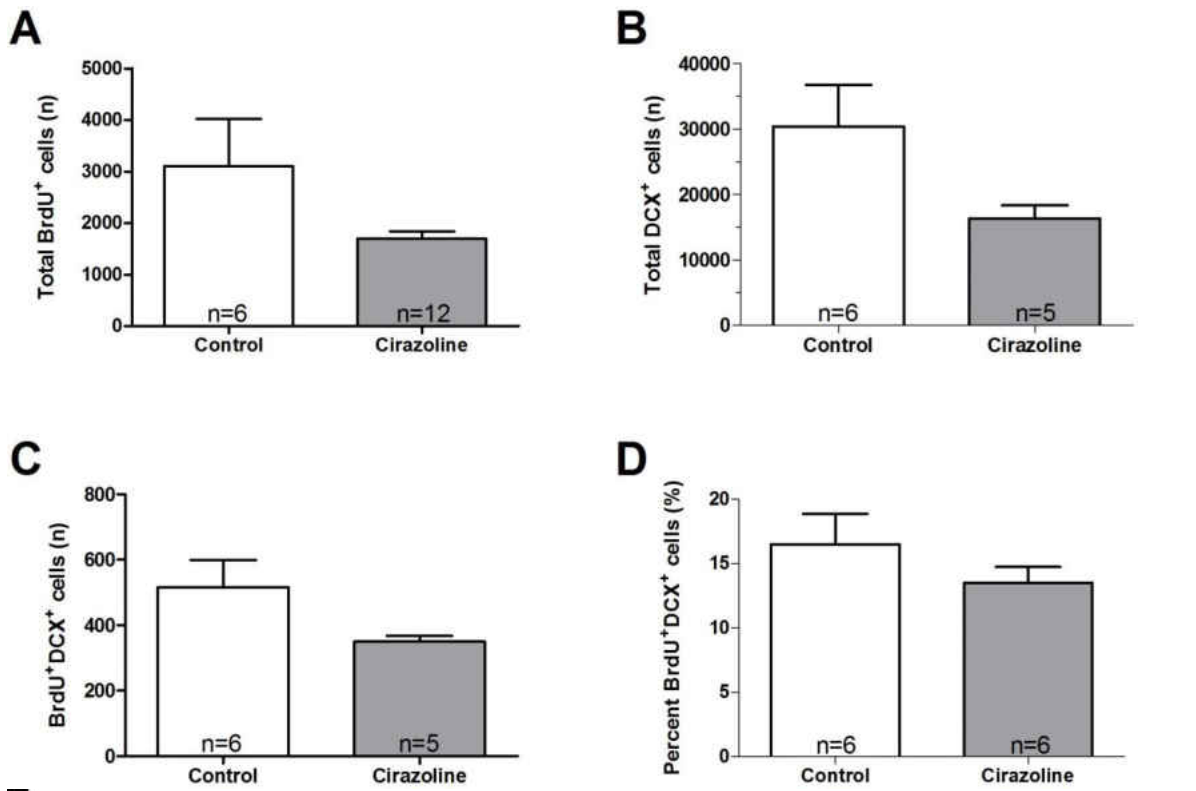 A
Total BrdU⁺ cells (n)
5000
4000
3000
2000
1000
0
n=6
n=12
Control
Cirazoline
B
Total DCX⁺ cells (n)
40000
30000
20000
10000
0
n=6
n=5
Control
Cirazoline
C
BrdU⁺DCX⁺ cells (n)
800
600
400
200
0
n=6
n=5
Control
Cirazoline
D
Percent BrdU⁺DCX⁺ cells (%)
20
15
10
5
0
n=6
n=6
Control
Cirazoline